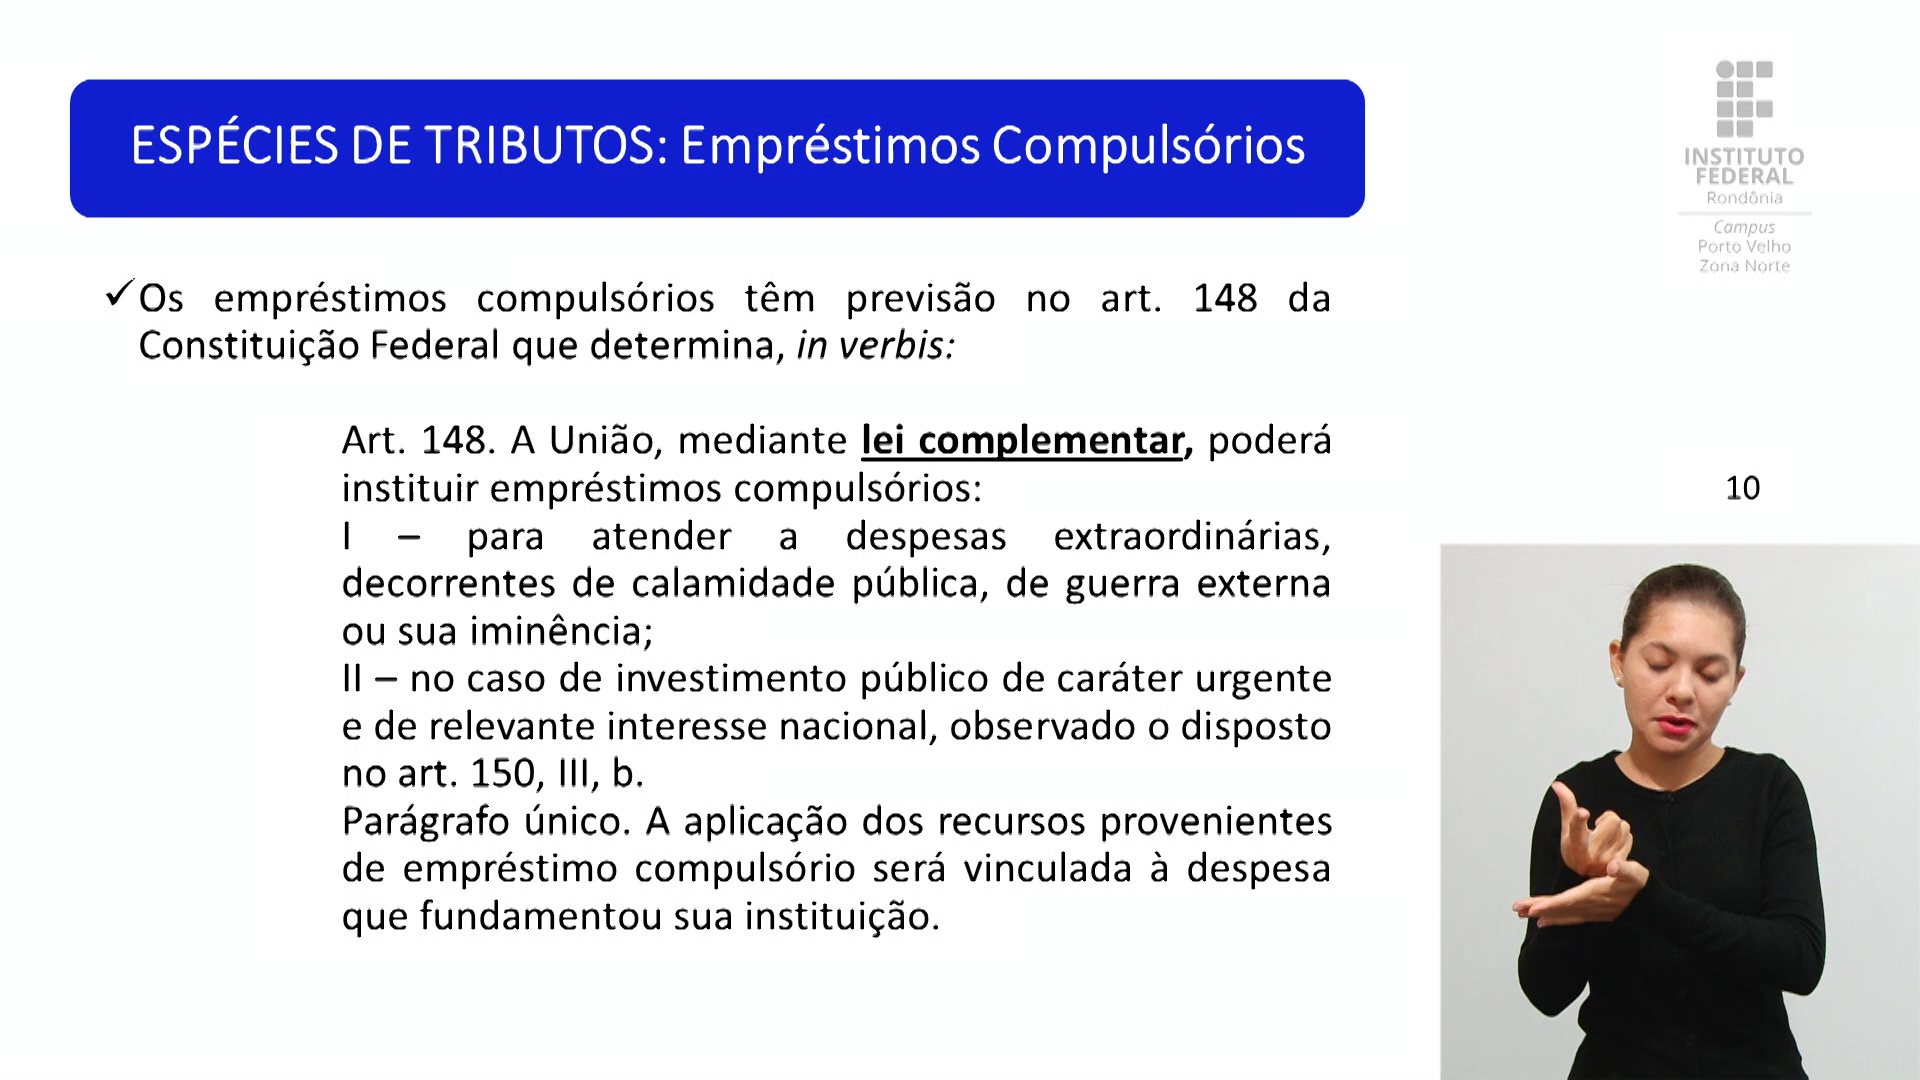 ESPÉCIES DE TRIBUTOS: Empréstimos Compulsórios
INSTITUTO
FEDERAL
Rondônia
Campus
Porto Velho
Zona Norte
✓Os empréstimos compulsórios têm previsão no art. 148 da
Constituição Federal que determina, in verbis:
Art. 148. A União, mediante lei complementar, poderá
instituir empréstimos compulsórios:
I – para atender a despesas extraordinárias,
decorrentes de calamidade pública, de guerra externa
ou sua iminência;
II – no caso de investimento público de caráter urgente
e de relevante interesse nacional, observado o disposto
no art. 150, III, b.
Parágrafo único. A aplicação dos recursos provenientes
de empréstimo compulsório será vinculada à despesa
que fundamentou sua instituição.
10